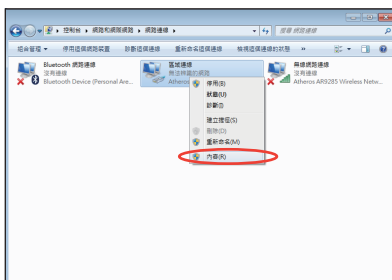 控制台 ▸ 網路和網際網路 ▸ 網路連線 ▸
搜尋 網路連線
組合管理 ▾ 停用這個網路裝置 診斷這個連線 重新命名這個連線 檢視這個連線的狀態 »
Bluetooth 網路連線
沒有連線
Bluetooth Device (Personal Are...
區域連線
無法識別的網路
Atheros
無線網路連線
沒有連線
Atheros AR9285 Wireless Netw...
停用(B)
狀態(U)
診斷(I)
建立捷徑(S)
刪除(D)
重新命名(M)
內容(R)